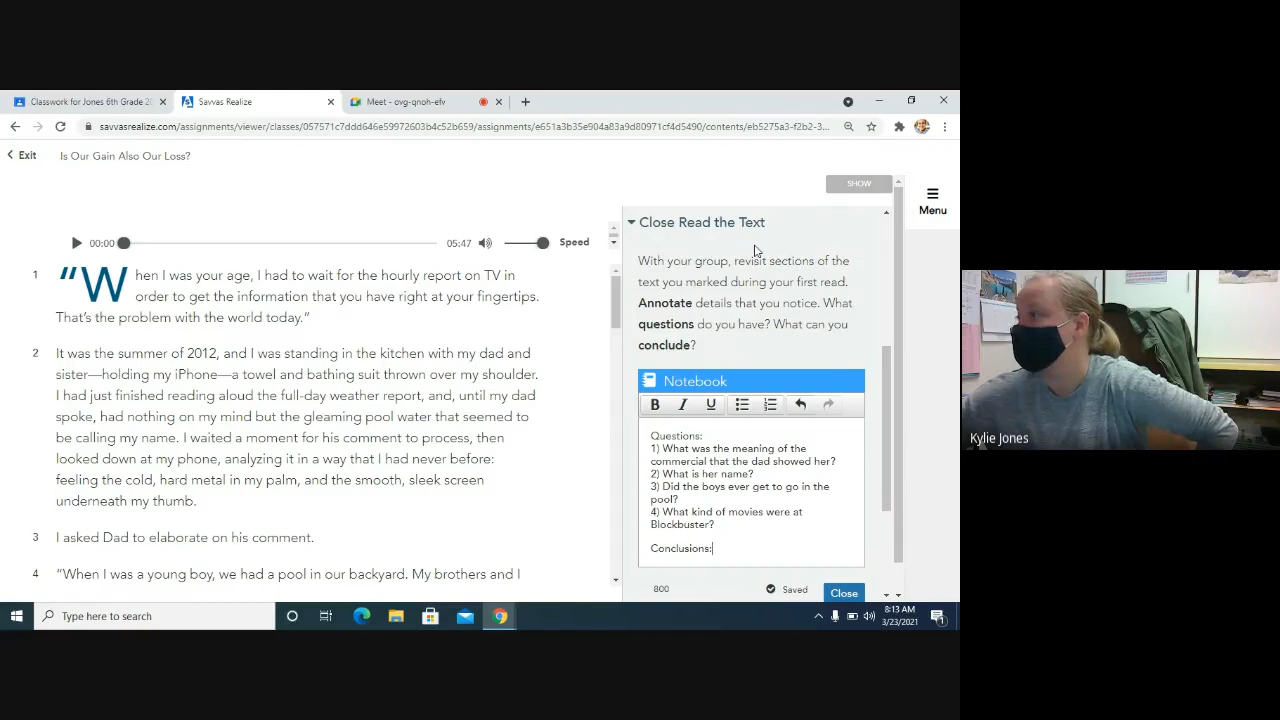 Classwork for Jones 6th Grade 2
Savvas Realize
Meet - ovg-qnoh-efv
savvasrealize.com/assignments/viewer/classes/057571c7ddd646e59972603b4c52b659/assignments/e651a3b35e904a83a9d80971cf4d5490/contents/eb5275a3-f2b2-3...
Exit
Is Our Gain Also Our Loss?
SHOW
Menu
00:00
05:47
Speed
1
“When I was your age, I had to wait for the hourly report on TV in
order to get the information that you have right at your fingertips.
That’s the problem with the world today.”
2
It was the summer of 2012, and I was standing in the kitchen with my dad and
sister—holding my iPhone—a towel and bathing suit thrown over my shoulder.
I had just finished reading aloud the full-day weather report, and, until my dad
spoke, had nothing on my mind but the gleaming pool water that seemed to
be calling my name. I waited a moment for his comment to process, then
looked down at my phone, analyzing it in a way that I had never before:
feeling the cold, hard metal in my palm, and the smooth, sleek screen
underneath my thumb.
3
I asked Dad to elaborate on his comment.
4
“When I was a young boy, we had a pool in our backyard. My brothers and I
Close Read the Text
With your group, revisit sections of the
text you marked during your first read.
Annotate details that you notice. What
questions do you have? What can you
conclude?
Notebook
B I U
Questions:
1) What was the meaning of the
commercial that the dad showed her?
2) What is her name?
3) Did the boys ever get to go in the
pool?
4) What kind of movies were at
Blockbuster?
Conclusions:
800
Saved
Close
Kylie Jones
Type here to search
8:13 AM
3/23/2021
1